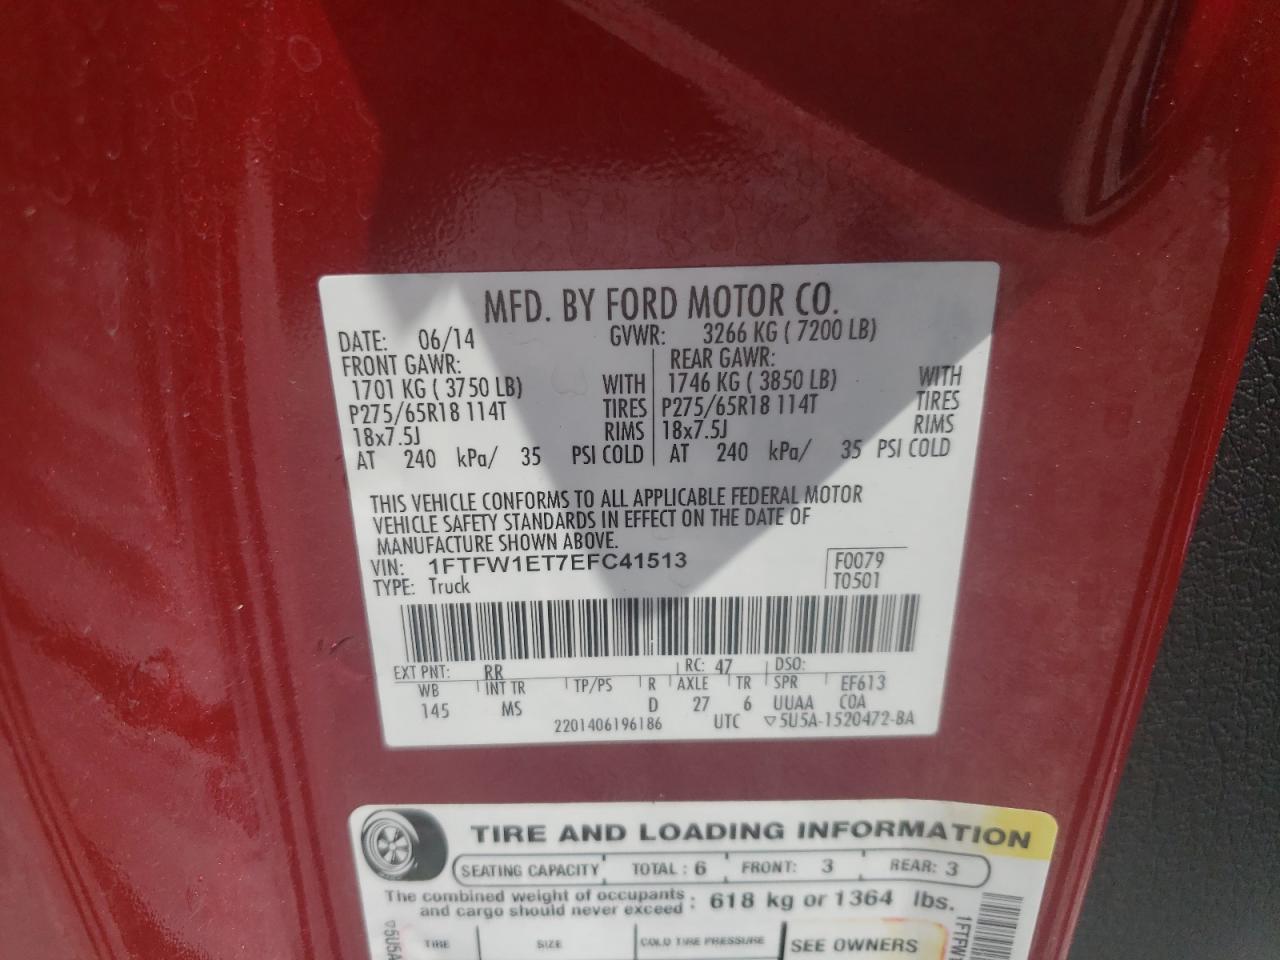 MFD. BY FORD MOTOR CO.
DATE: 06/14 GVWR: 3266 KG ( 7200 LB)
FRONT GAWR: REAR GAWR:
1701 KG ( 3750 LB) WITH 1746 KG ( 3850 LB) WITH
P275/65R18 114T TIRES P275/65R18 114T TIRES
18x7.5J RIMS 18x7.5J RIMS
AT 240 kPa/ 35 PSI COLD AT 240 kPa/ 35 PSI COLD
THIS VEHICLE CONFORMS TO ALL APPLICABLE FEDERAL MOTOR
VEHICLE SAFETY STANDARDS IN EFFECT ON THE DATE OF
MANUFACTURE SHOWN ABOVE.
VIN: 1FTFW1ET7EFC41513 F0079
TYPE: Truck T0501
EXT PNT: RR RC: 47 DSO:
WB INT TR TP/PS R AXLE TR SPR EF613
145 MS D 27 6 UUAA COA
2201406196186 UTC ▽5U5A-1520472-BA
TIRE AND LOADING INFORMATION
SEATING CAPACITY TOTAL : 6 FRONT: 3 REAR: 3
The combined weight of occupants
and cargo should never exceed : 618 kg or 1364 lbs.
TIRE SIZE COLD TIRE PRESSURE SEE OWNERS
▽5U5A
1FTFW1